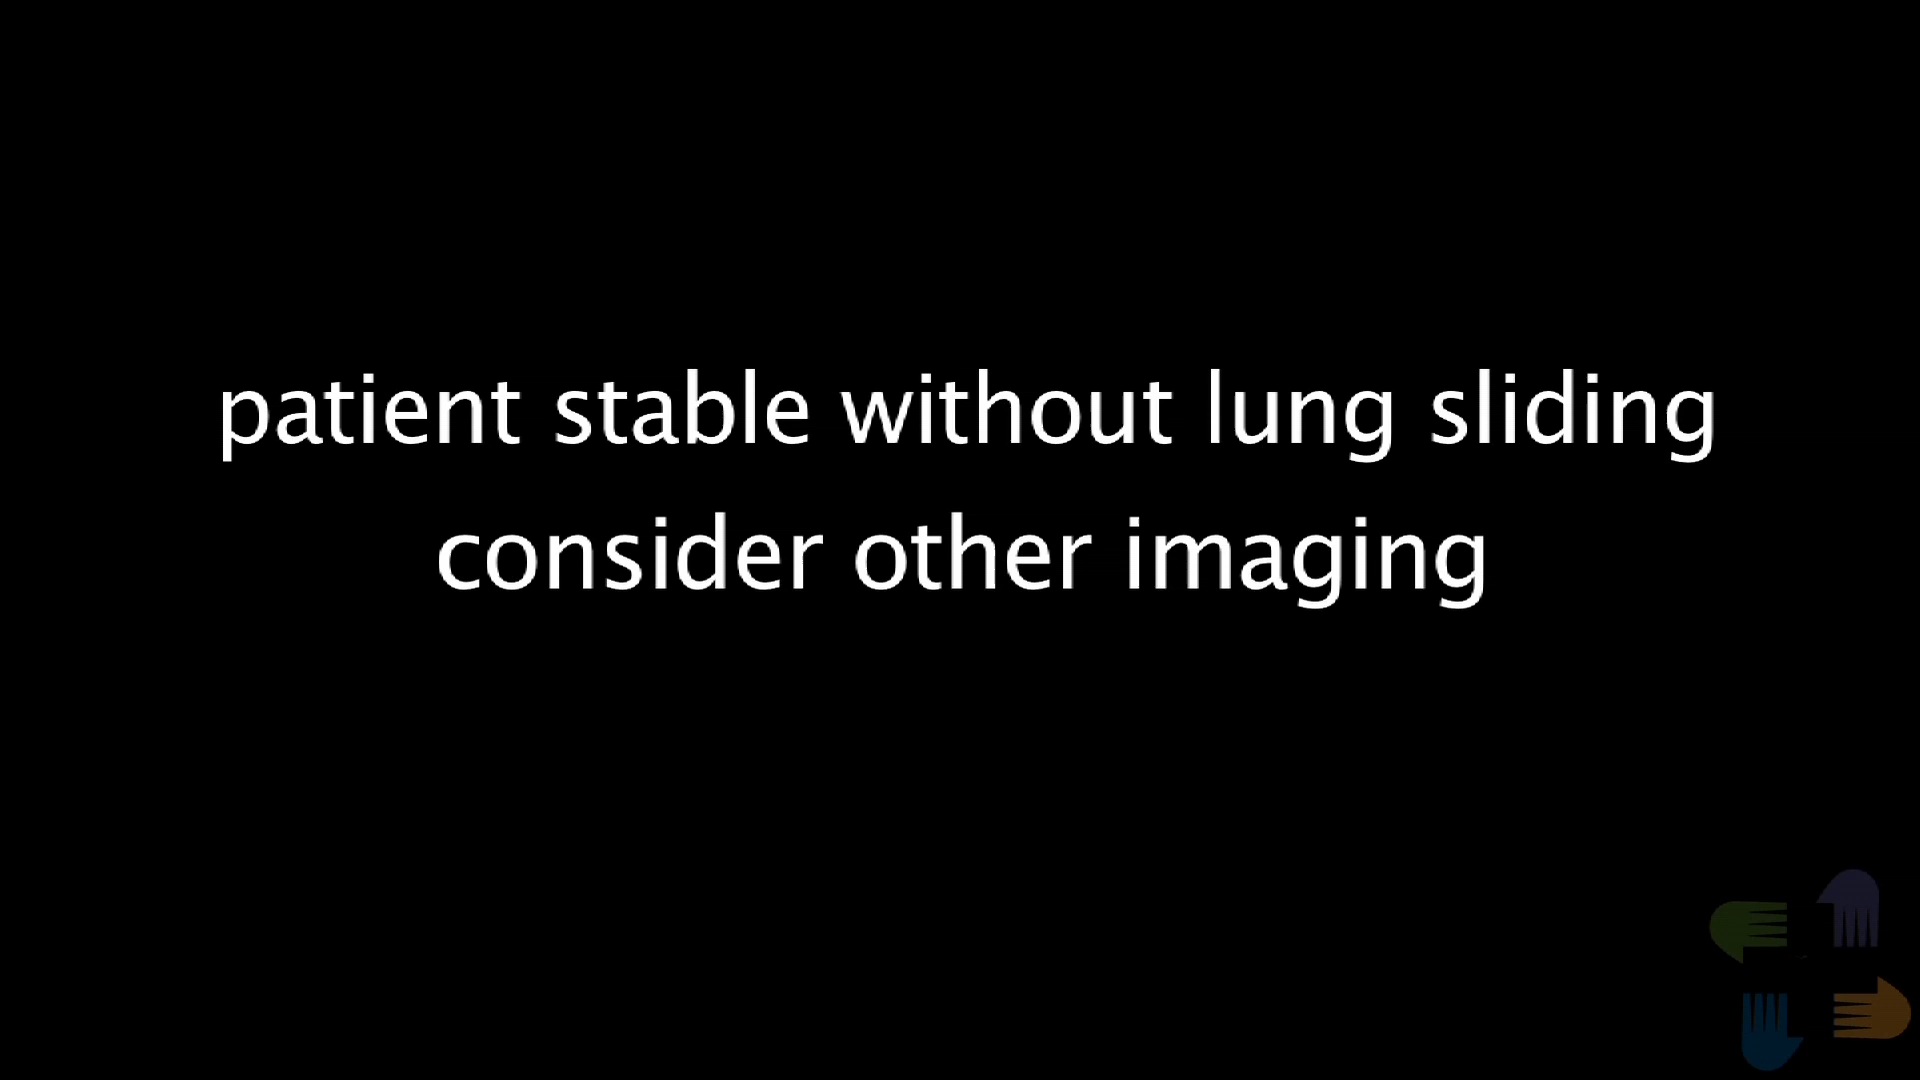 patient stable without lung sliding
consider other imaging